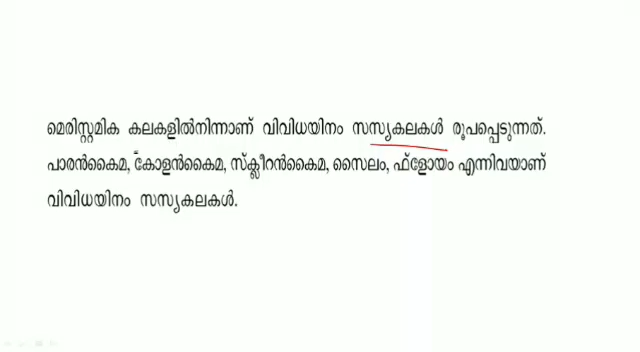 മെരിസ്റ്റമിക കലകളിൽനിന്നാണ് വിവിധയിനം സസ്യകലകൾ രൂപപ്പെടുന്നത്.
പാരൻകൈമ, കോളൻകൈമ, സ്ക്ലീറൻകൈമ, സൈലം, ഫ്ളോയം എന്നിവയാണ്
വിവിധയിനം സസ്യകലകൾ.